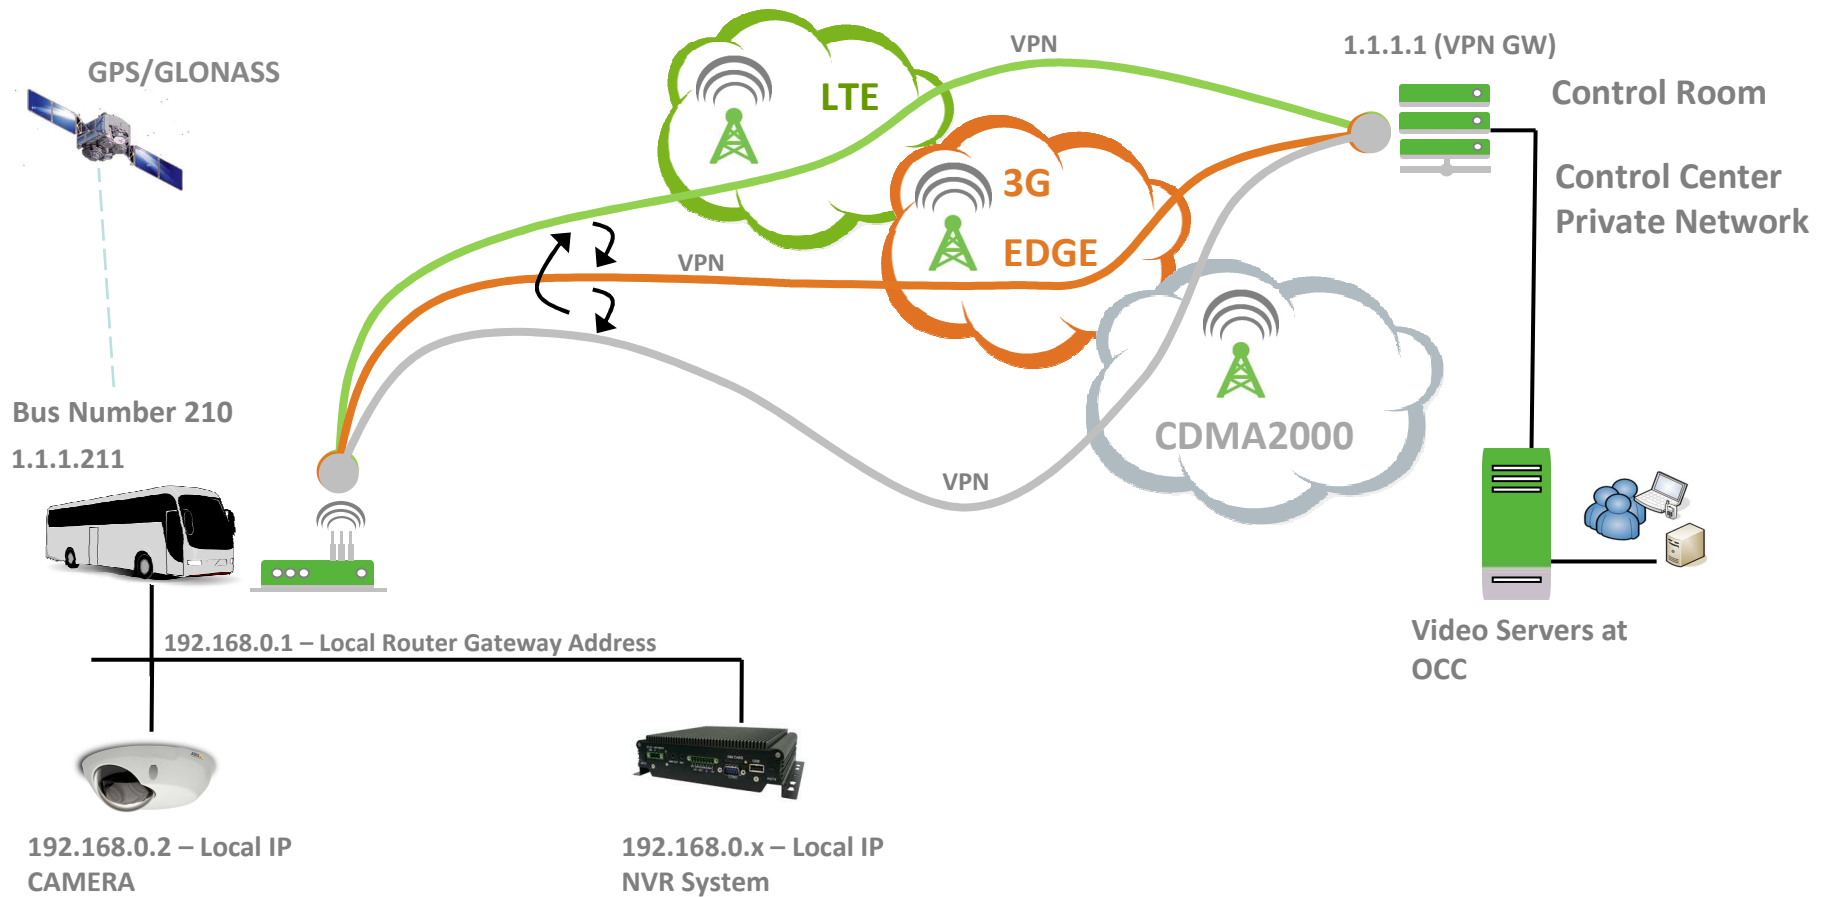 GPS/GLONASS
VPN
1.1.1.1 (VPN GW)
LTE
Control Room
3G
EDGE
Control Center
Private Network
VPN
Bus Number 210
1.1.1.211
CDMA2000
VPN
192.168.0.1 – Local Router Gateway Address
Video Servers at
OCC
192.168.0.2 – Local IP
CAMERA
192.168.0.x – Local IP
NVR System